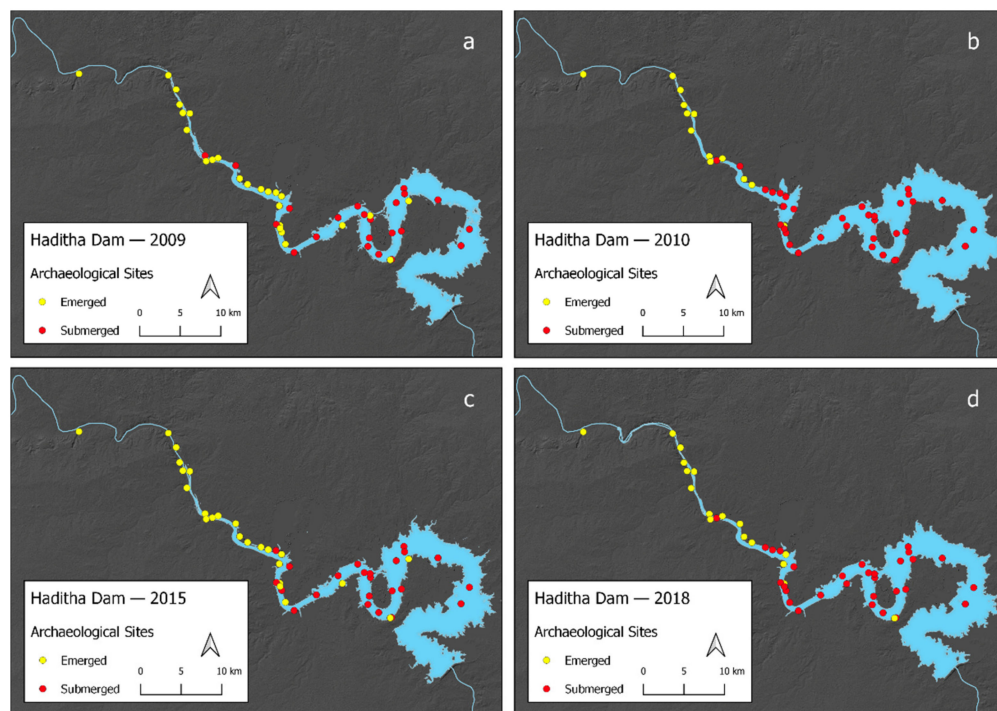 a
Haditha Dam — 2009
Archaeological Sites
Emerged
Submerged
0 5 10 km
b
Haditha Dam — 2010
Archaeological Sites
Emerged
Submerged
0 5 10 km
c
Haditha Dam — 2015
Archaeological Sites
Emerged
Submerged
0 5 10 km
d
Haditha Dam — 2018
Archaeological Sites
Emerged
Submerged
0 5 10 km